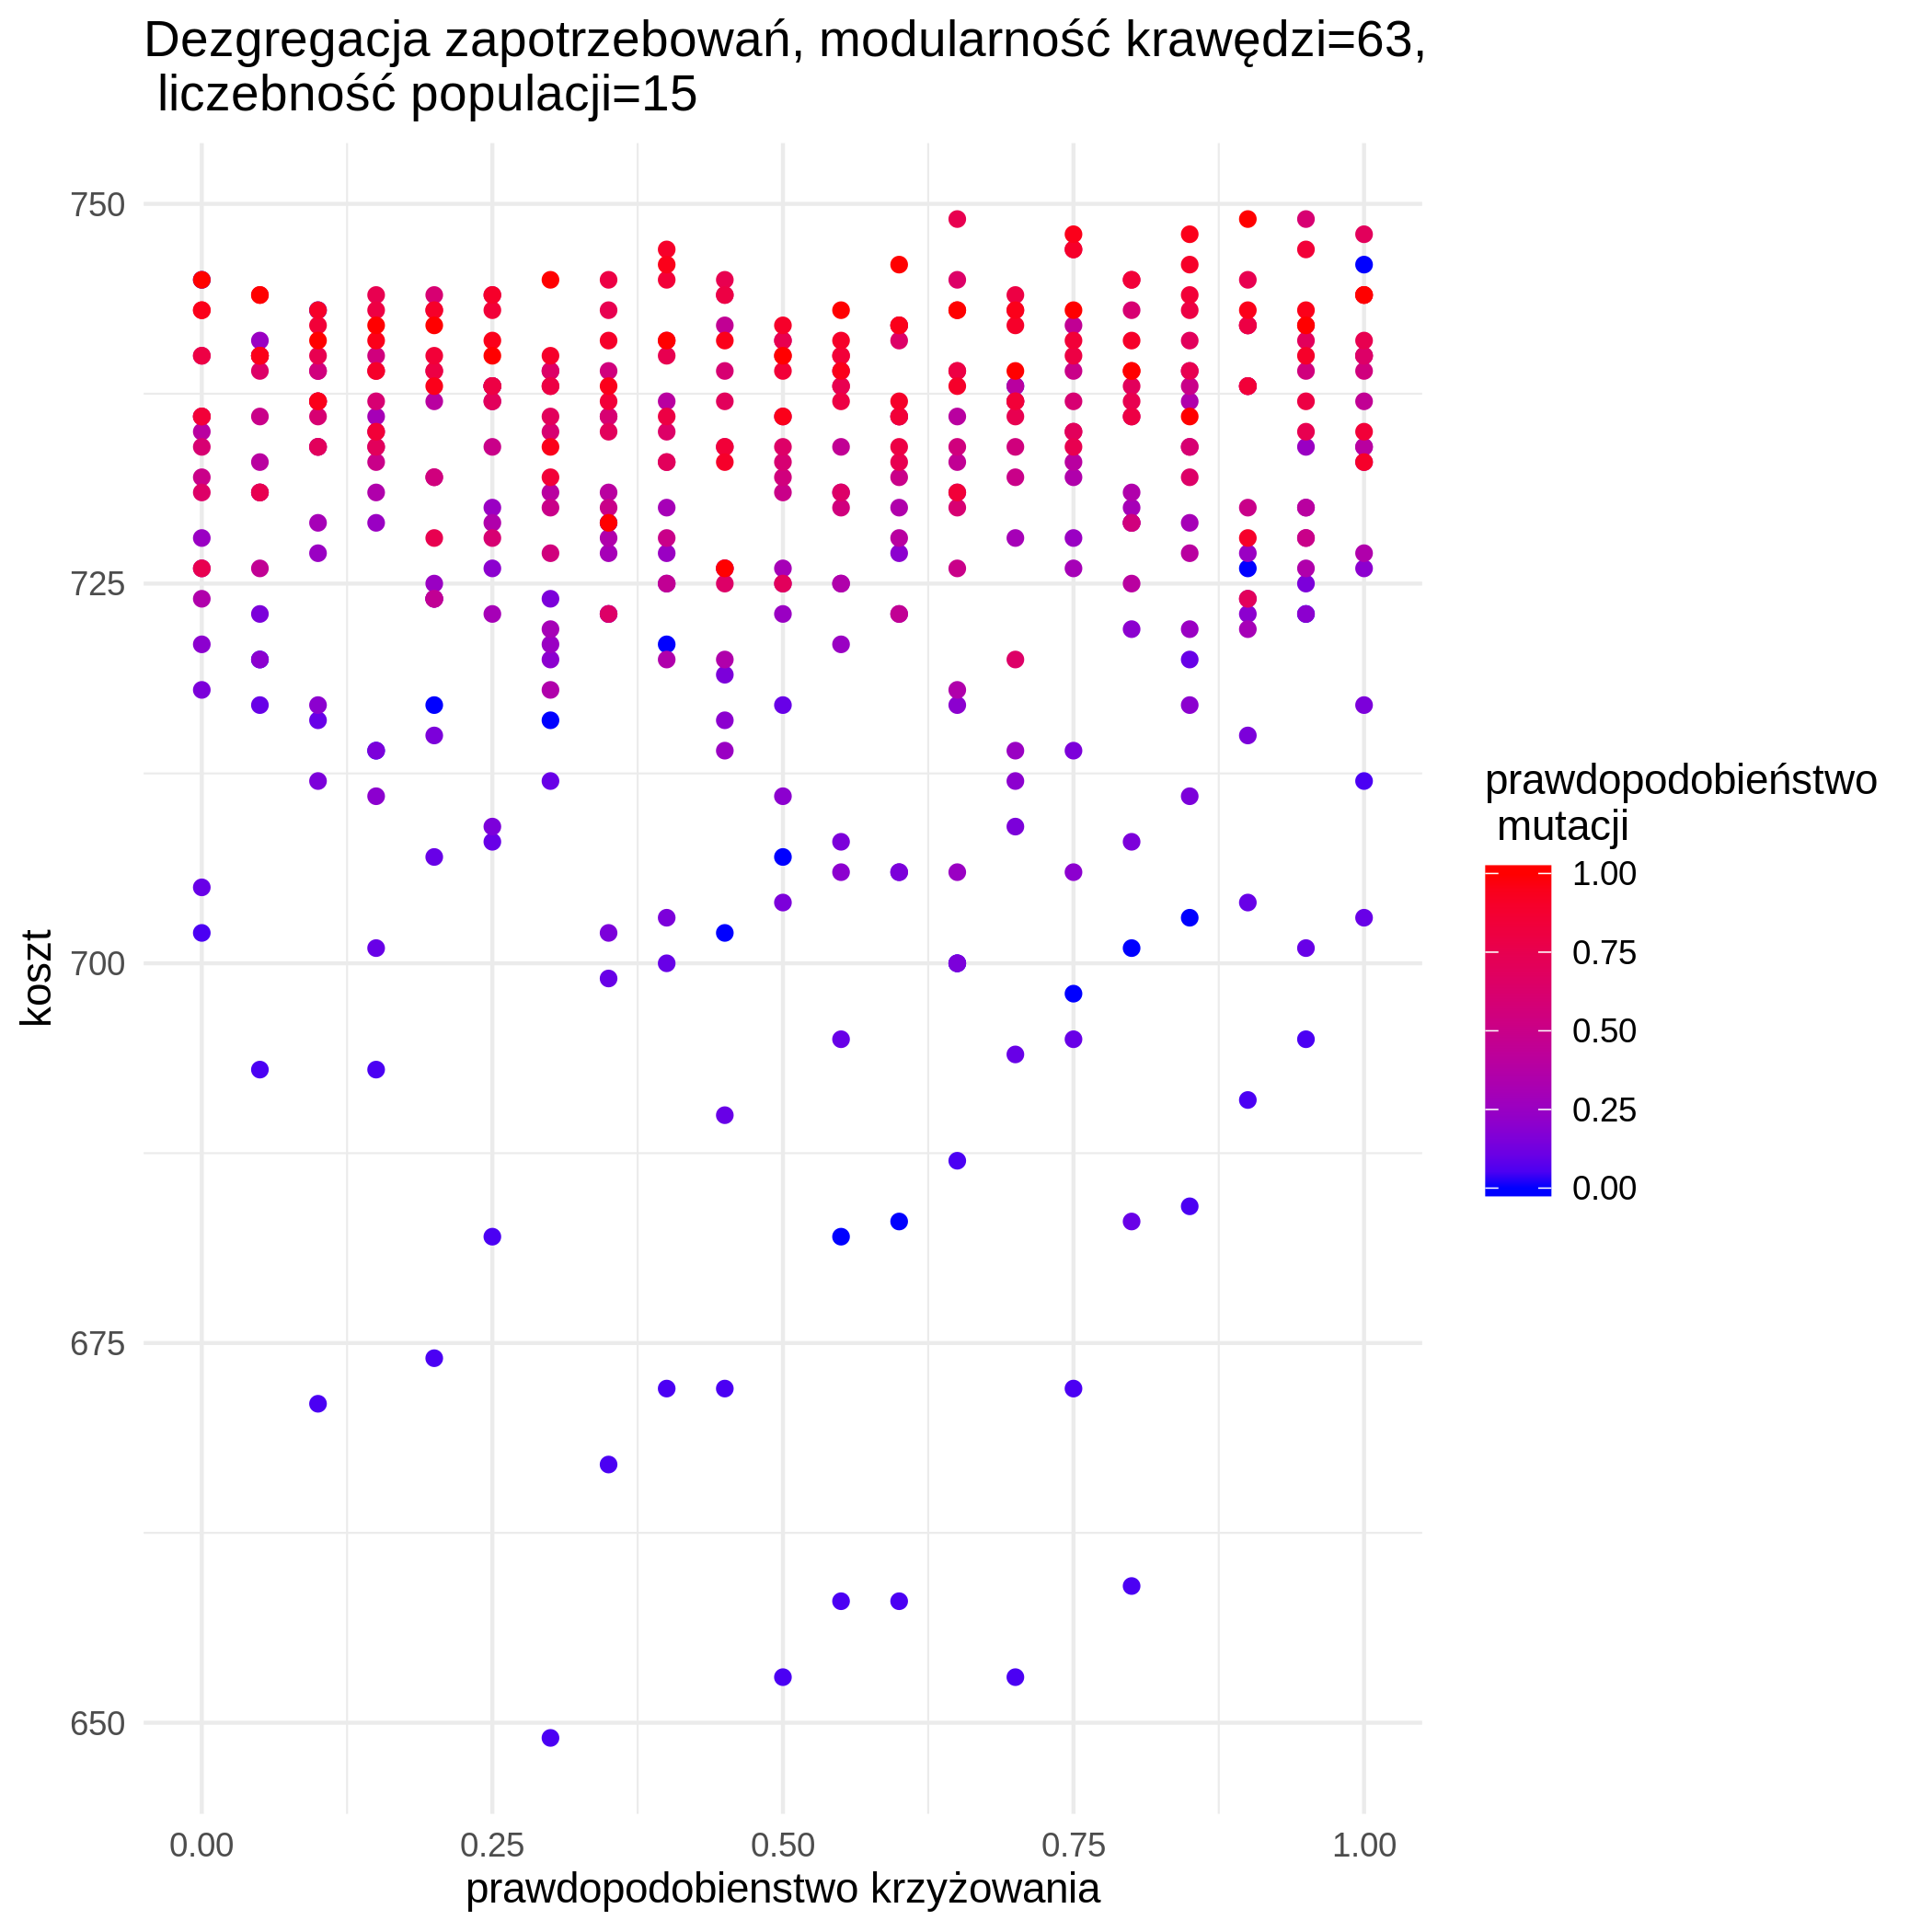 Dezgregacja zapotrzebowań, modularność krawędzi=63,
liczebność populacji=15
750
725
700
675
650
koszt
0.00
0.25
0.50
0.75
1.00
prawdopodobienstwo krzyżowania
prawdopodobieństwo
mutacji
1.00
0.75
0.50
0.25
0.00